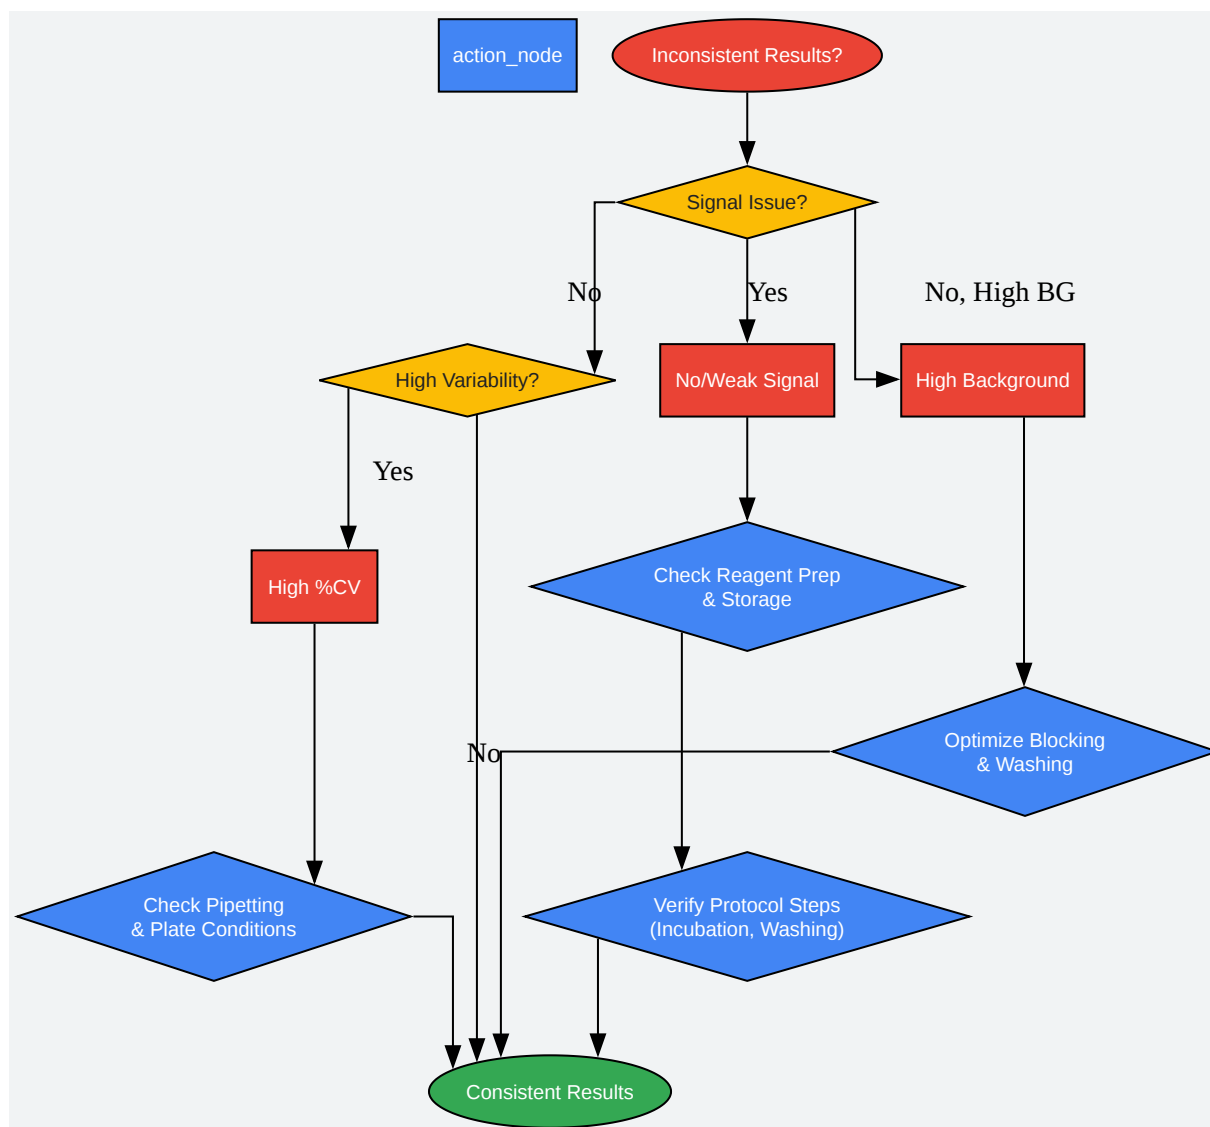 action_node
Inconsistent Results?
Signal Issue?
No
Yes
No, High BG
High Variability?
No/Weak Signal
High Background
Yes
High %CV
Check Reagent Prep
& Storage
Optimize Blocking
& Washing
No
Check Pipetting
& Plate Conditions
Verify Protocol Steps
(Incubation, Washing)
Consistent Results